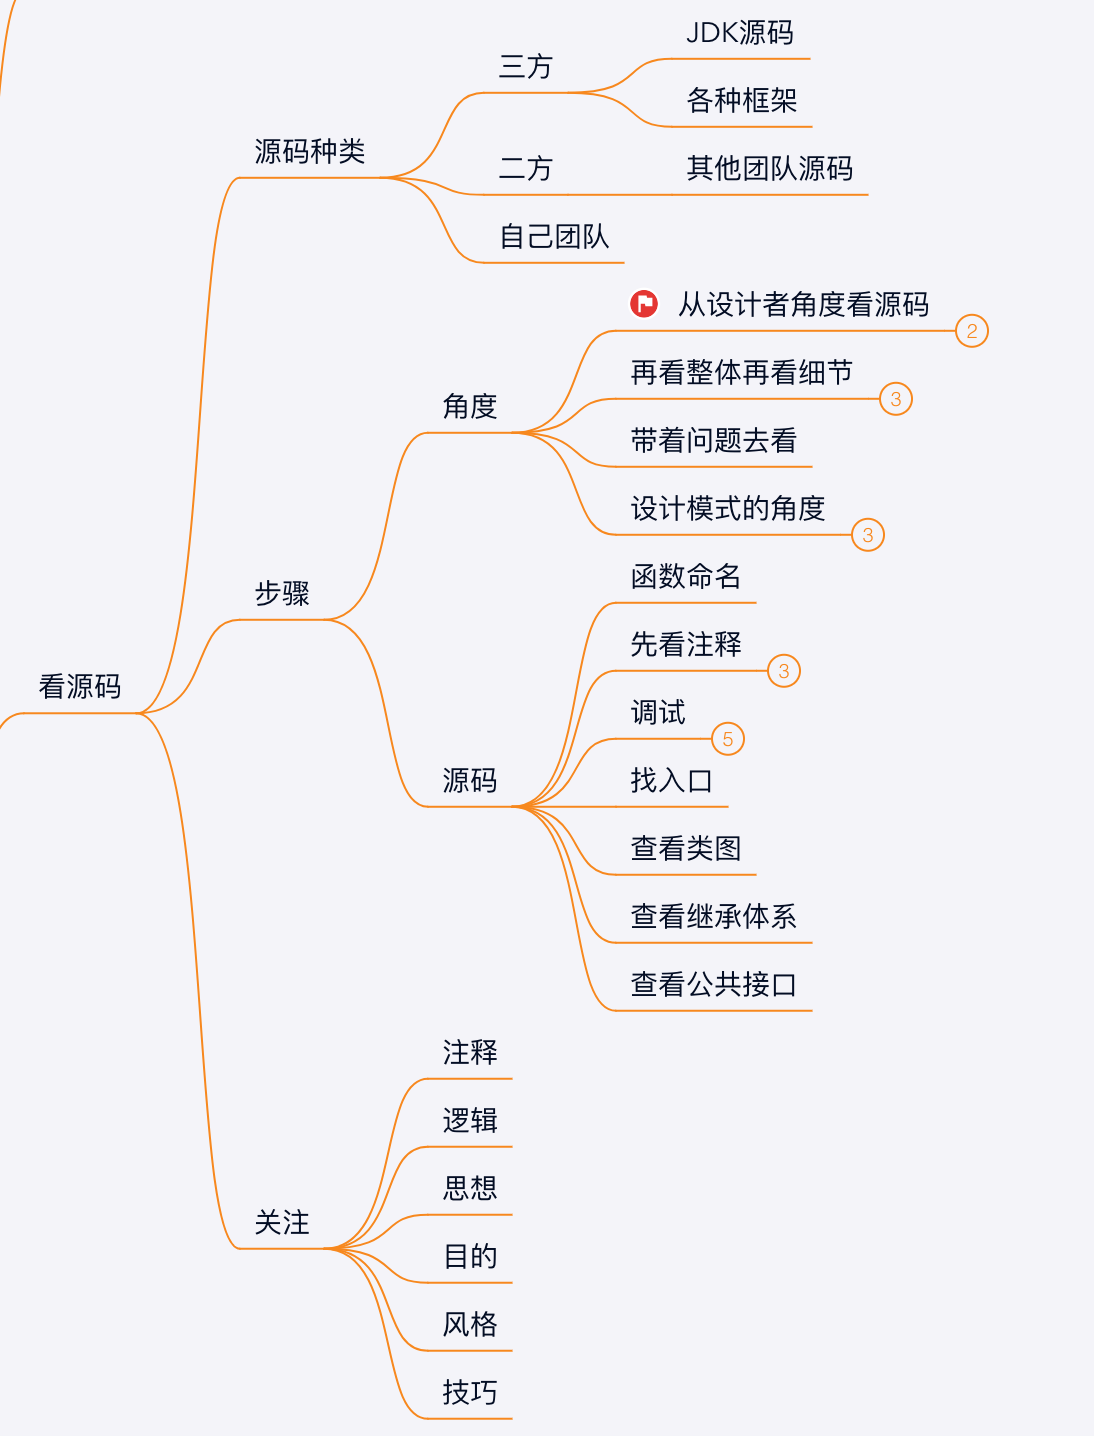 JDK源码
三方
各种框架
源码种类
二方
其他团队源码
自己团队
从设计者角度看源码
2
再看整体再看细节
3
角度
带着问题去看
设计模式的角度
3
函数命名
步骤
先看注释
3
看源码
调试
5
源码
找入口
查看类图
查看继承体系
查看公共接口
注释
逻辑
思想
关注
目的
风格
技巧